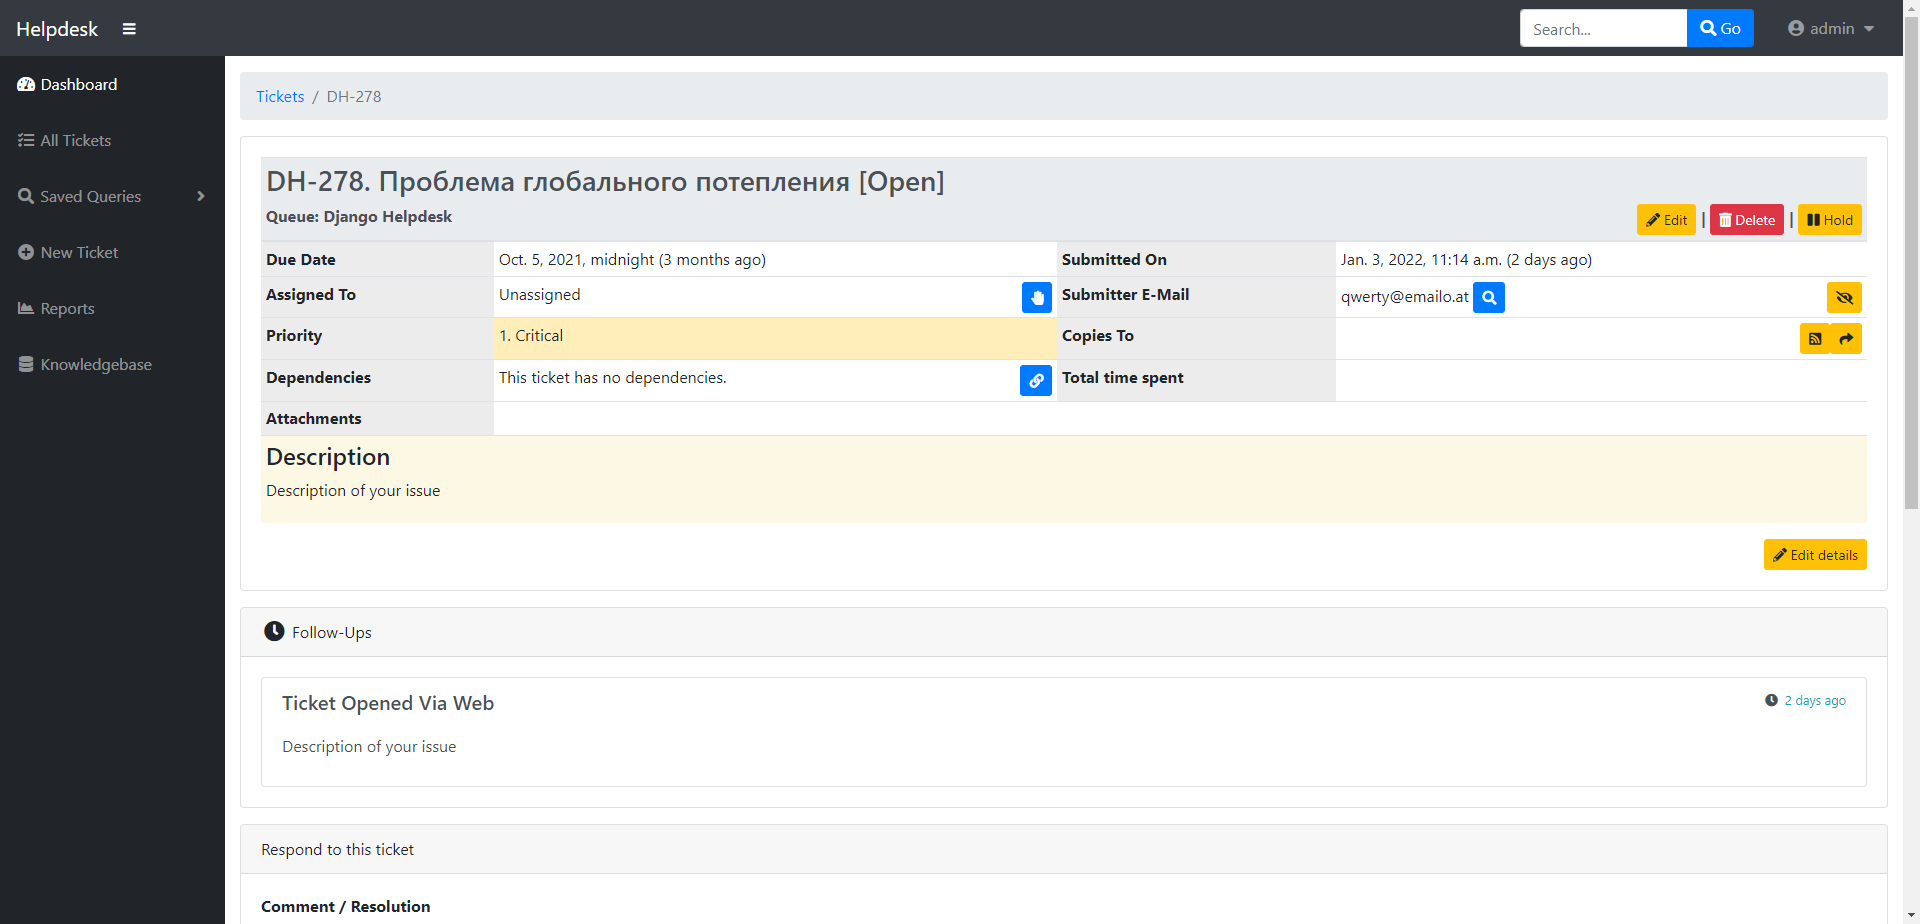 Helpdesk
Search...
Go
admin
Dashboard
All Tickets
Saved Queries
New Ticket
Reports
Knowledgebase
Tickets / DH-278
DH-278. Проблема глобального потепления [Open]
Queue: Django Helpdesk
Edit | Delete | Hold
Due Date Oct. 5, 2021, midnight (3 months ago) Submitted On Jan. 3, 2022, 11:14 a.m. (2 days ago)
Assigned To Unassigned Submitter E-Mail qwerty@emailo.at
Priority 1. Critical Copies To
Dependencies This ticket has no dependencies. Total time spent
Attachments
Description
Description of your issue
Edit details
Follow-Ups
Ticket Opened Via Web 2 days ago
Description of your issue
Respond to this ticket
Comment / Resolution